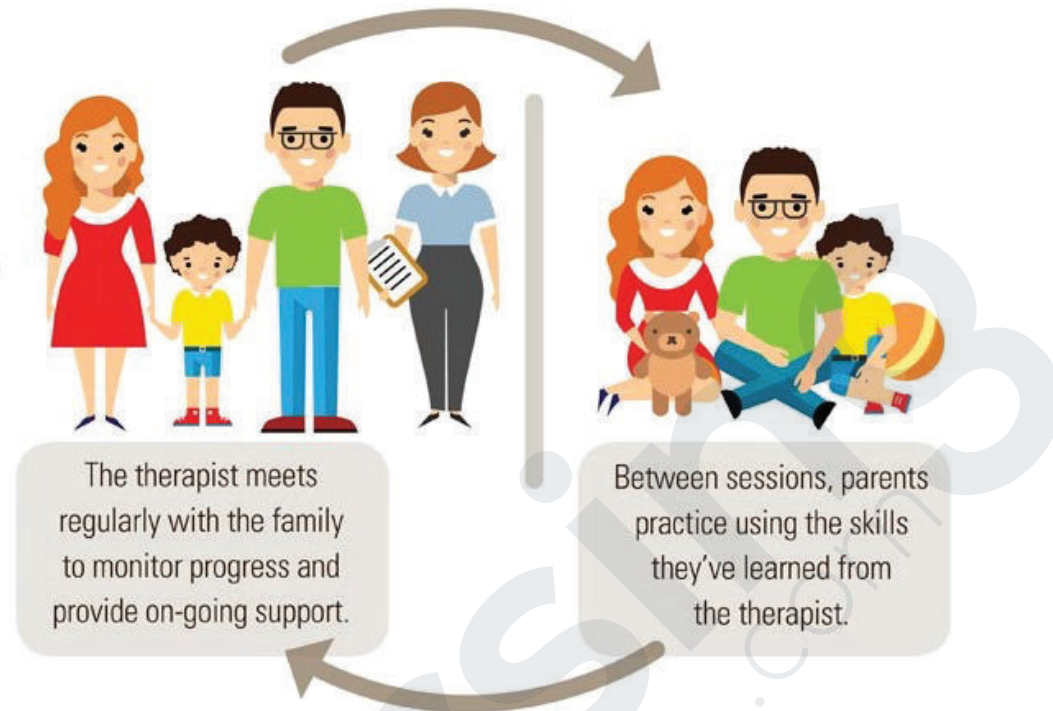 The therapist meets
regularly with the family
to monitor progress and
provide on-going support.
Between sessions, parents
practice using the skills
they've learned from
the therapist.